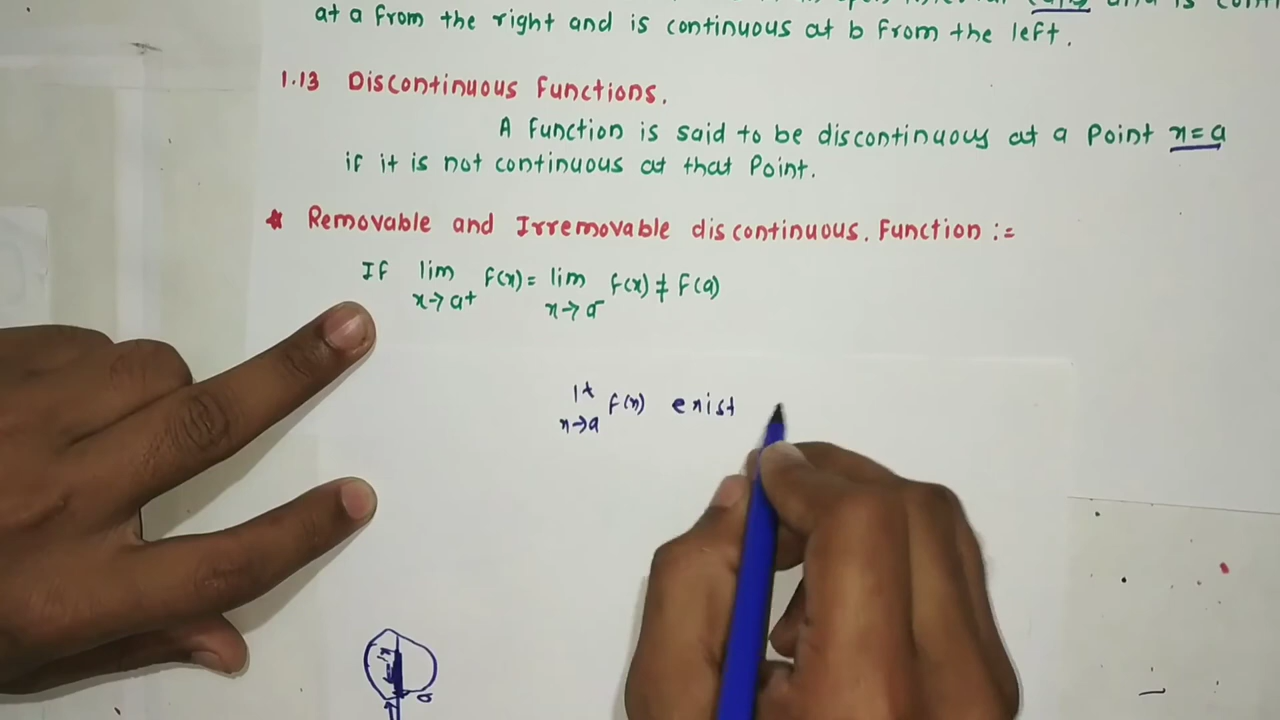 at a from the right and is continuous at b from the left.
1.13 Discontinuous Functions.
A Function is said to be discontinuous at a Point x=a
if it is not continuous at that Point.
* Removable and Irremovable discontinuous. Function :=
If lim x→a+ f(x) = lim x→a- f(x) ≠ f(a)
lt x→a f(x) exist